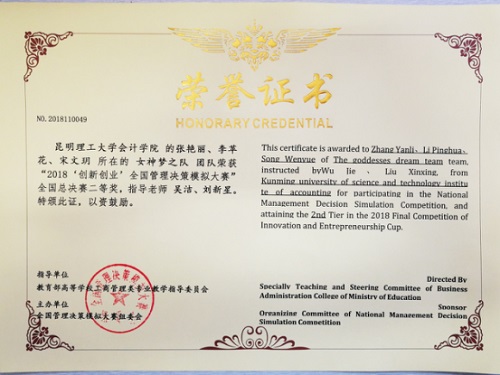 荣誉证书
HONORARY CREDENTIAL
NO. 2018110049
昆明理工大学会计学院 的张艳丽、李苹
花、宋文玥 所在的 女神梦之队 团队荣获
“2018‘创新创业’全国管理决策模拟大赛”
全国总决赛二等奖，指导老师 吴洁、刘新星。
特颁此证，以资鼓励。
指导单位
教育部高等学校工商管理类专业教学指导委员会
主办单位
全国管理决策模拟大赛组委会
This certificate is awarded to Zhang Yanli、Li Pinghua、
Song Wenyue of The goddesses dream team team,
instructed byWu Jie 、 Liu Xinxing, from
Kunming university of science and technology institu
te of accounting for participating in the National
Management Decision Simulation Competition, and
attaining the 2nd Tier in the 2018 Final Competition of
Innovation and Entrepreneurship Cup.
Directed By
Specially Teaching and Steering Committee of Business
Administration College of Ministry of Education
Sponsor
Oreanizine Committee of National Management Decision
Simulation Competition